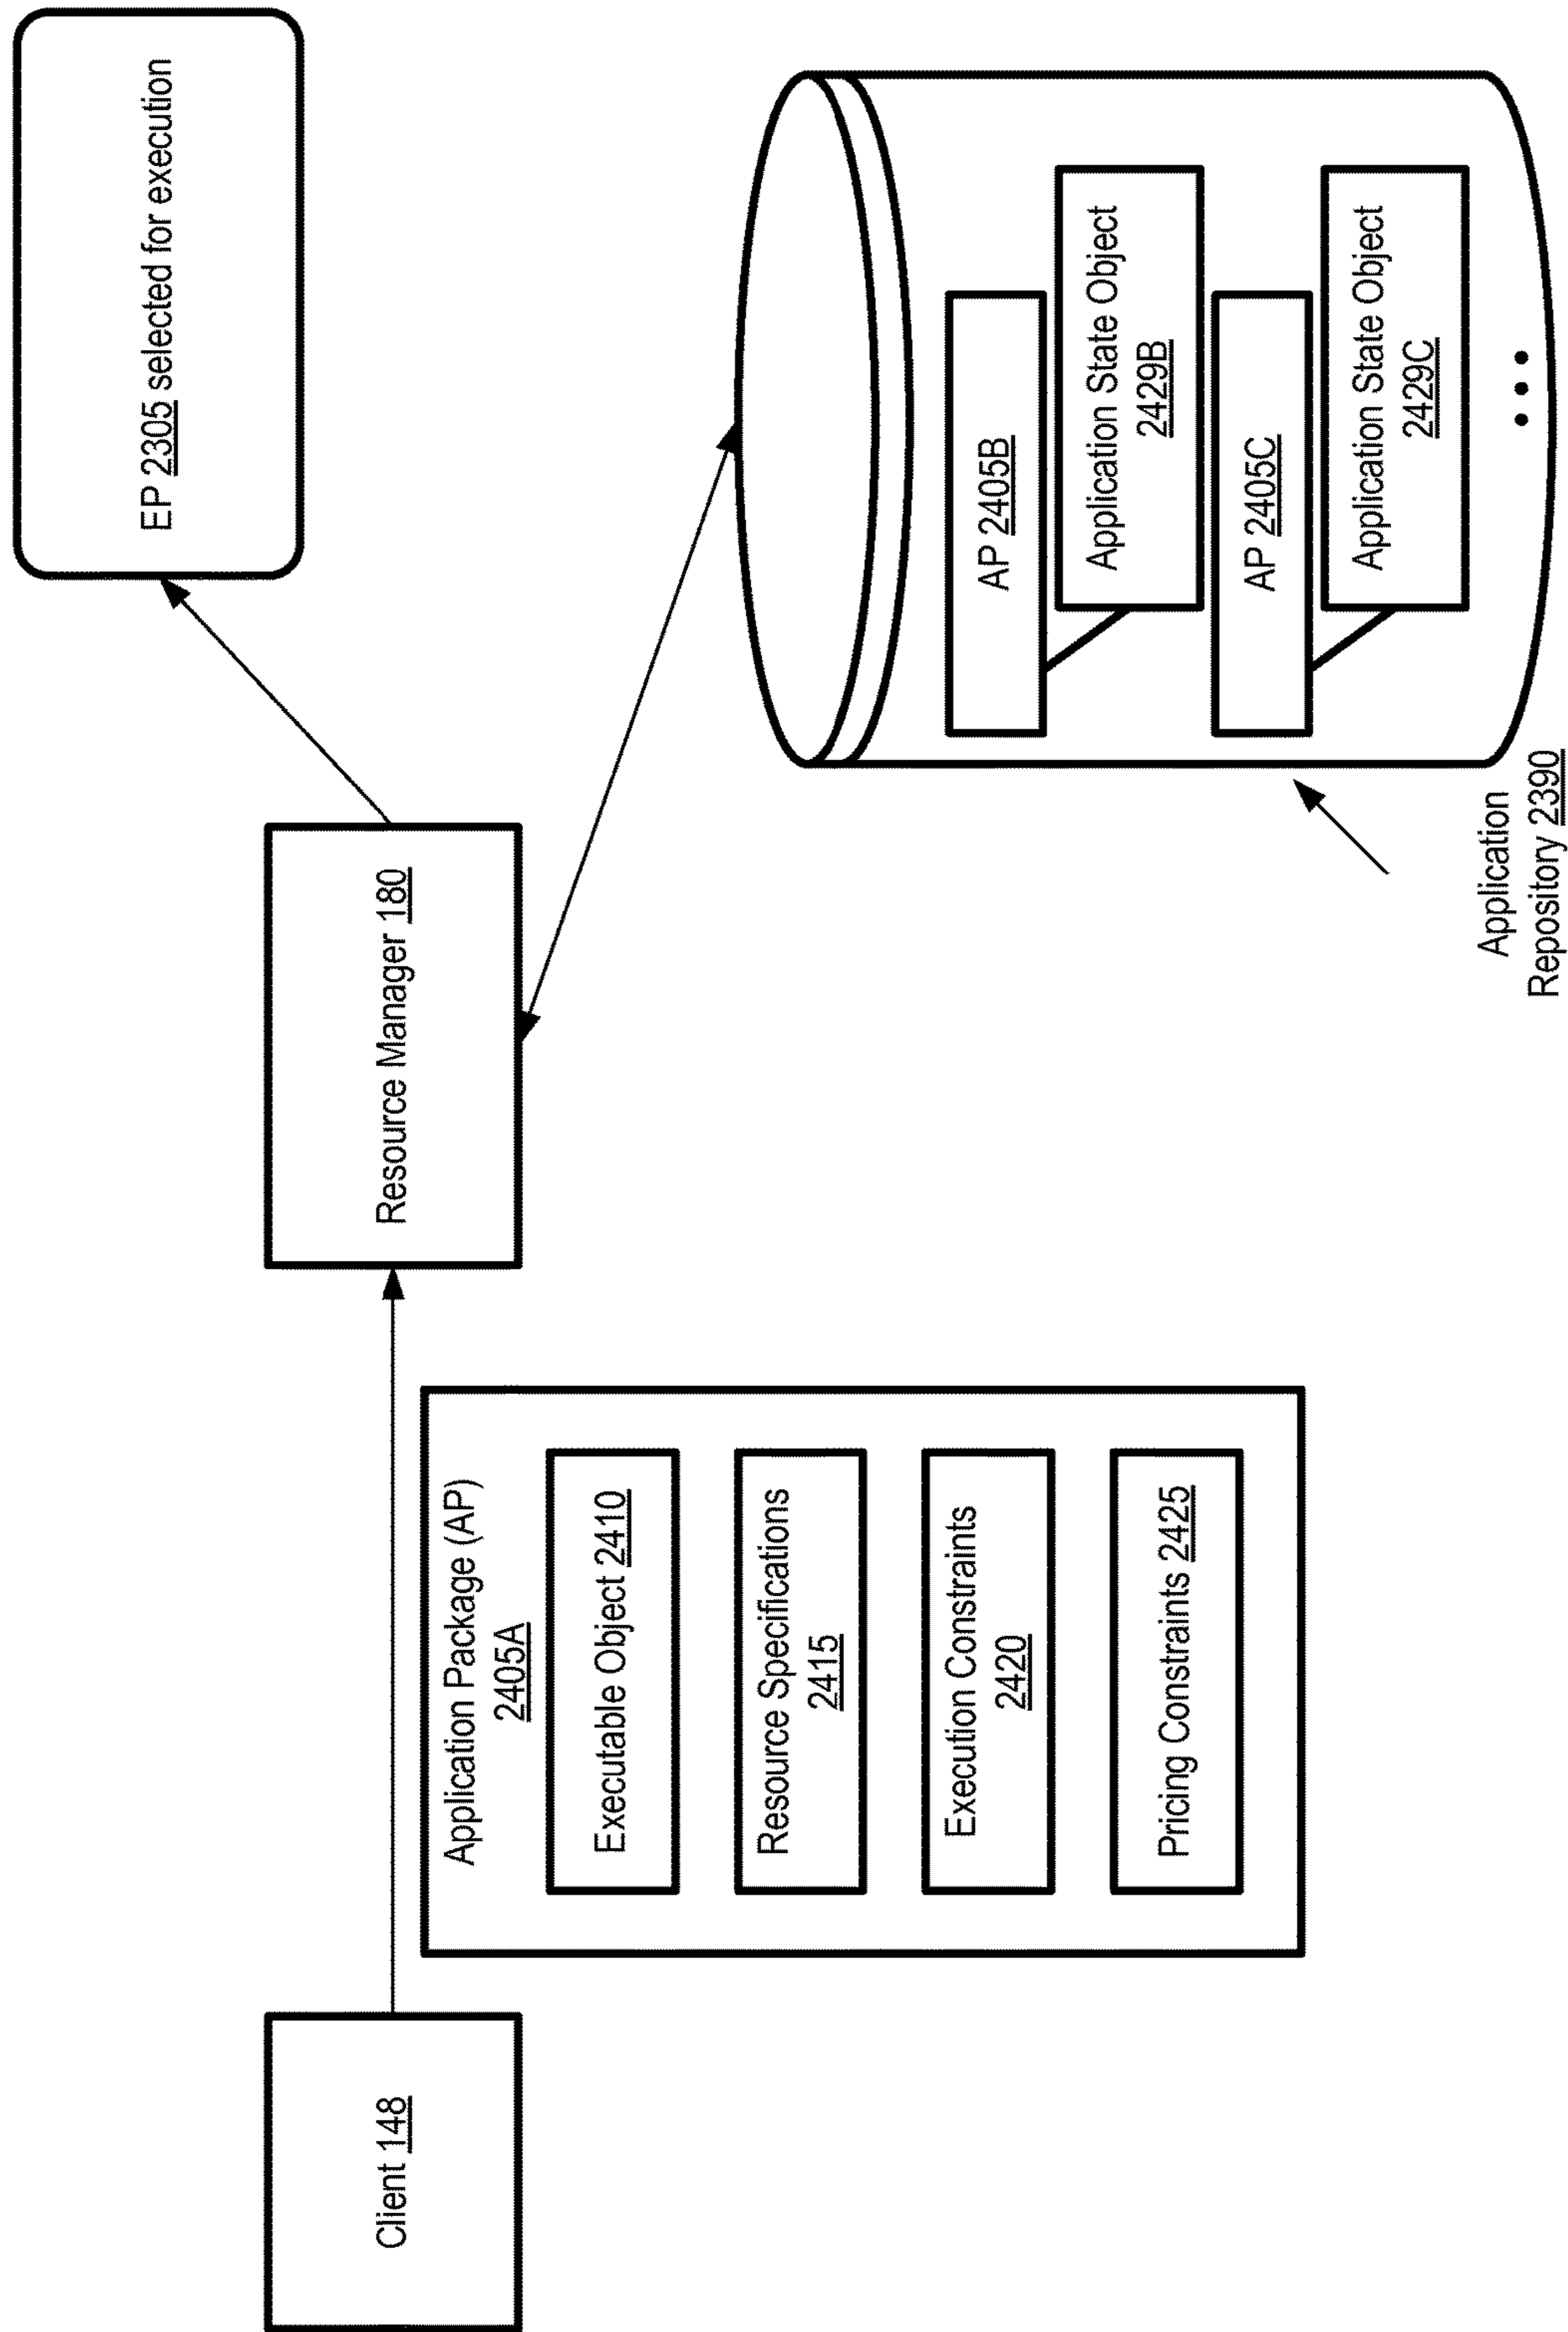 Client 148
Application Package (AP)
2405A
Executable Object 2410
Resource Specifications
2415
Execution Constraints
2420
Pricing Constraints 2425
Resource Manager 180
EP 2305 selected for execution
AP 2405B
Application State Object
2429B
AP 2405C
Application State Object
2429C
Application
Repository 2390